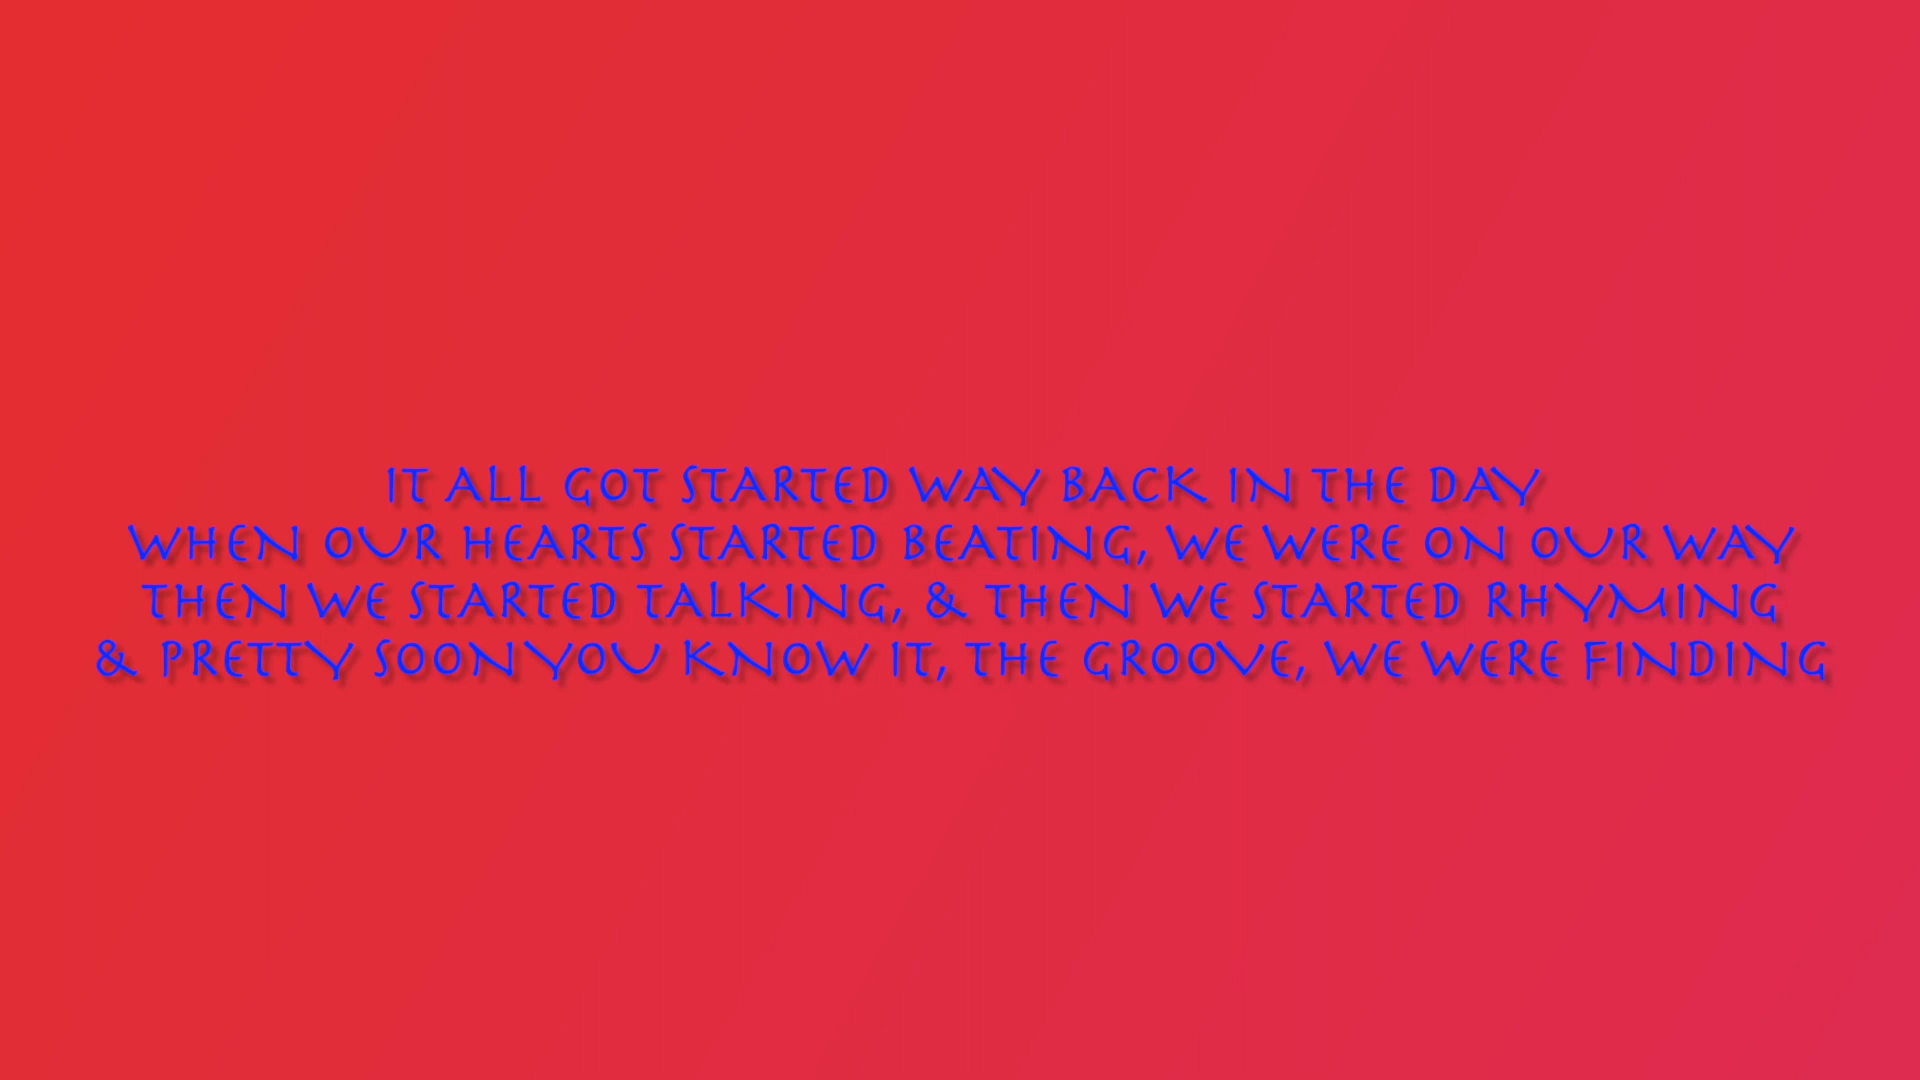 IT ALL GOT STARTED WAY BACK IN THE DAY
WHEN OUR HEARTS STARTED BEATING, WE WERE ON OUR WAY
THEN WE STARTED TALKING, & THEN WE STARTED RHYMING
& PRETTY SOON YOU KNOW IT, THE GROOVE, WE WERE FINDING